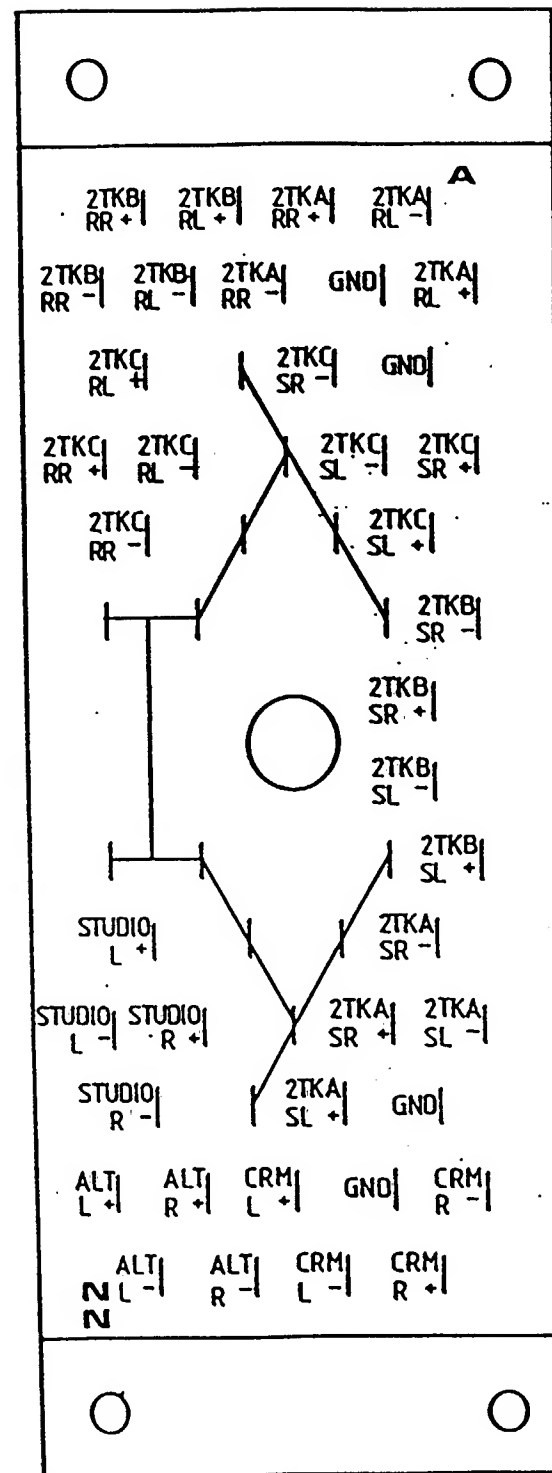 A
2TKB 2TKB 2TKA 2TKA
RR + RL + RR + RL -
2TKB 2TKB 2TKA GND 2TKA
RR - RL - RR - RL +
2TKC 2TKC GND
RL + SR -
2TKC 2TKC 2TKC 2TKC
RR + RL - SL - SR +
2TKC 2TKC
RR - SL +
2TKB
SR -
2TKB
SR +
2TKB
SL -
2TKB
SL +
STUDIO 2TKA
L + SR -
STUDIO STUDIO 2TKA 2TKA
L - R + SR + SL -
STUDIO 2TKA GND
R - SL +
ALT ALT CRM GND CRM
L + R + L + R -
ALT ALT CRM CRM
L - R - L - R +
N
N